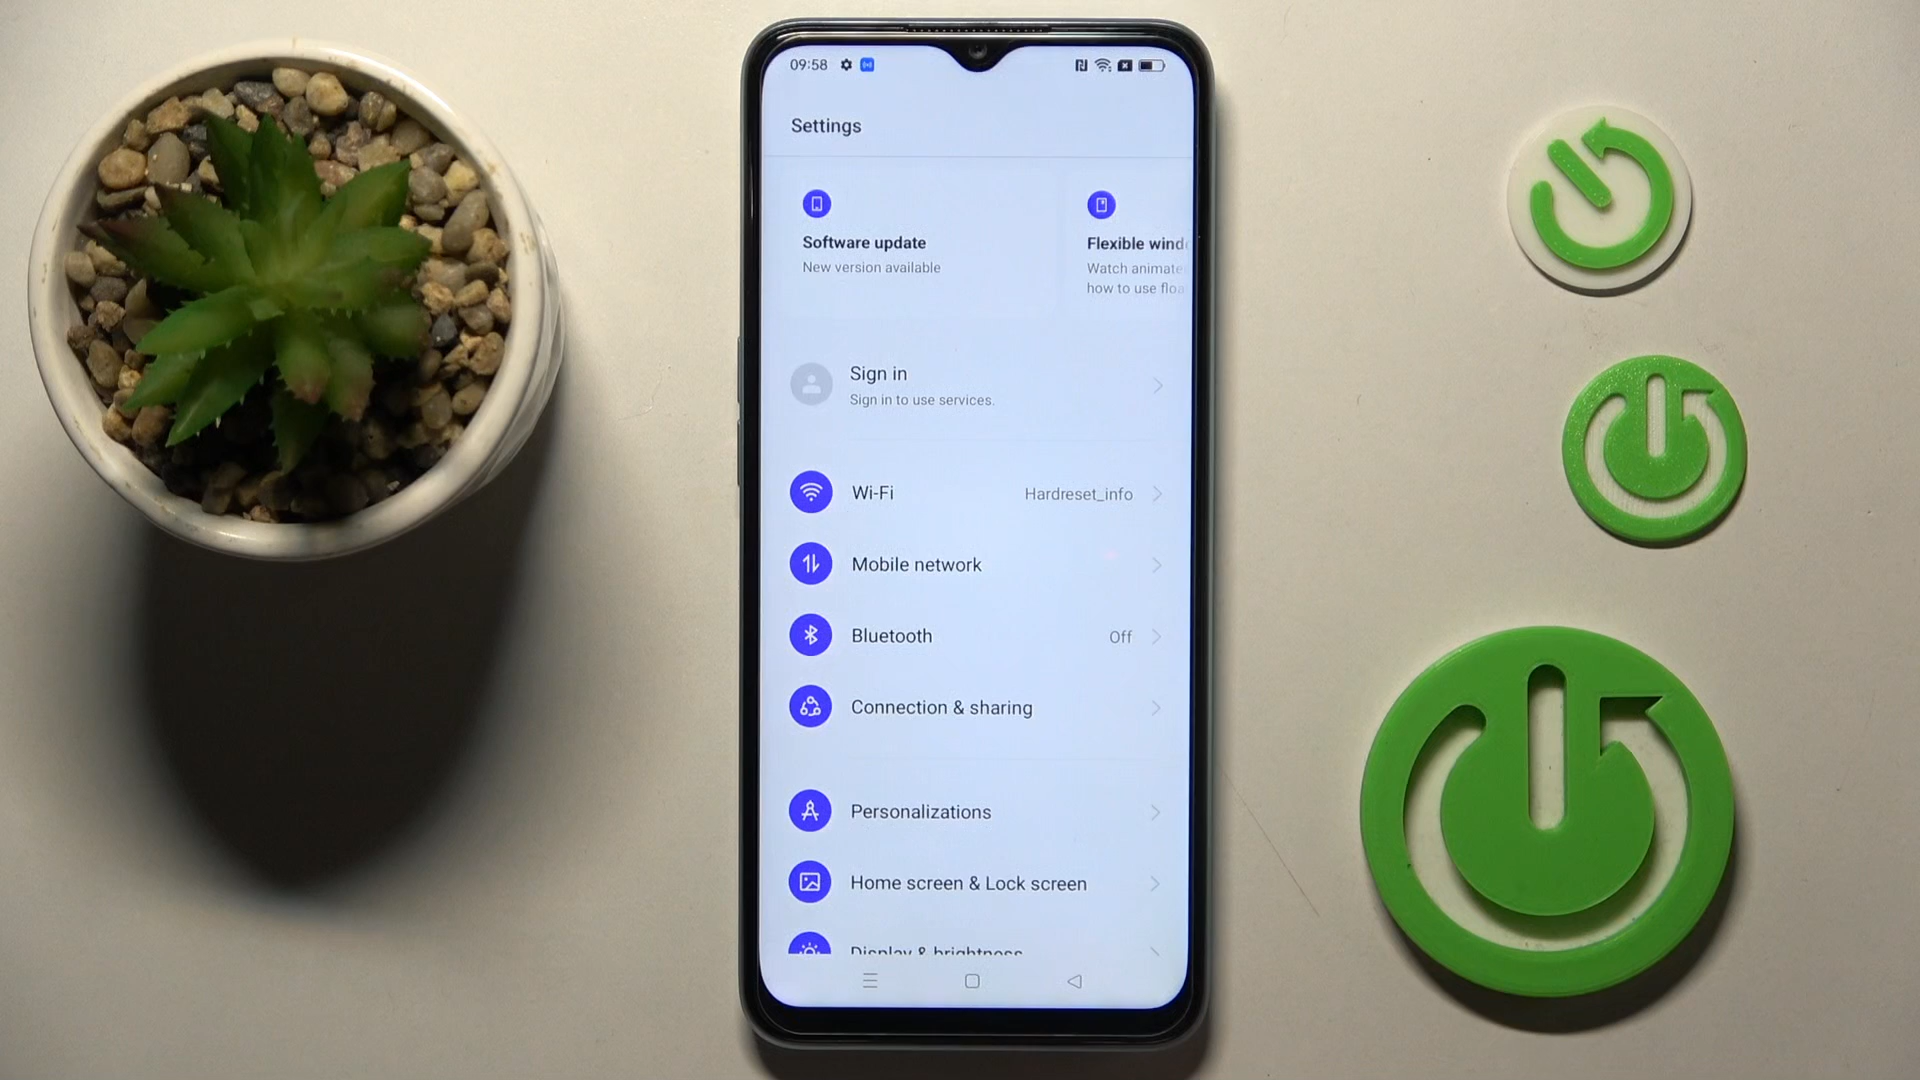 09:58
Settings
Software update
New version available
Flexible wind
Watch animate
how to use floa
Sign in
Sign in to use services.
Wi-Fi
Hardreset_info
Mobile network
Bluetooth
Off
Connection & sharing
Personalizations
Home screen & Lock screen
Display & brightness